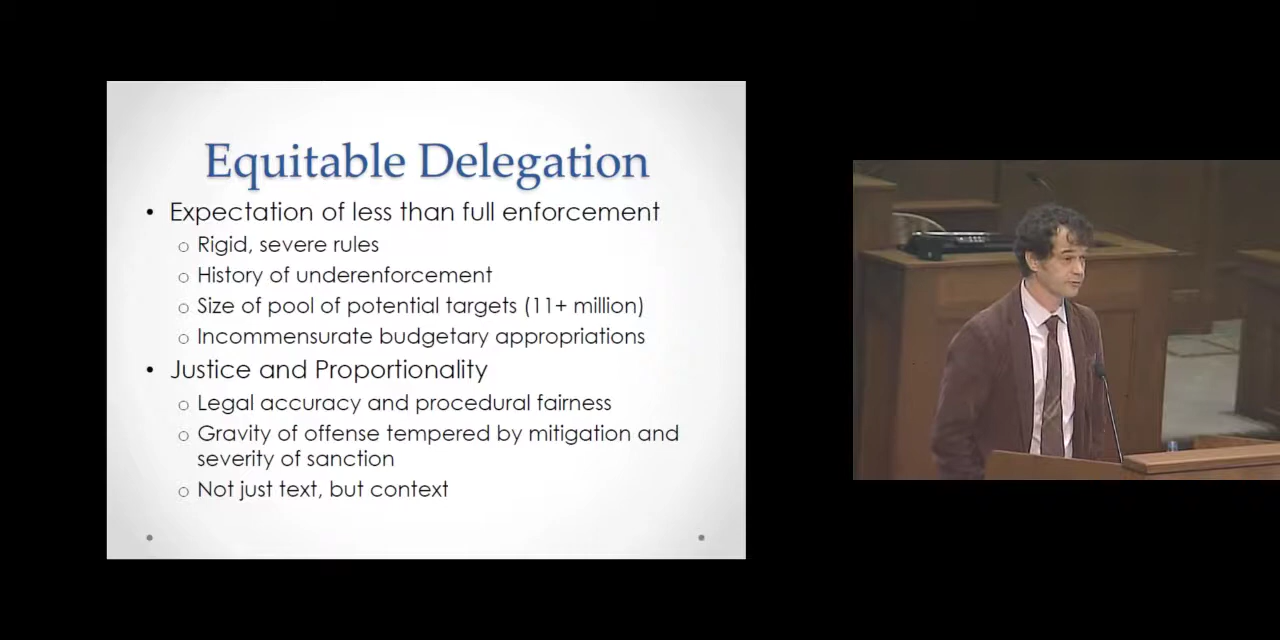 Equitable Delegation
• Expectation of less than full enforcement
o Rigid, severe rules
o History of underenforcement
o Size of pool of potential targets (11+ million)
o Incommensurate budgetary appropriations
• Justice and Proportionality
o Legal accuracy and procedural fairness
o Gravity of offense tempered by mitigation and
severity of sanction
o Not just text, but context